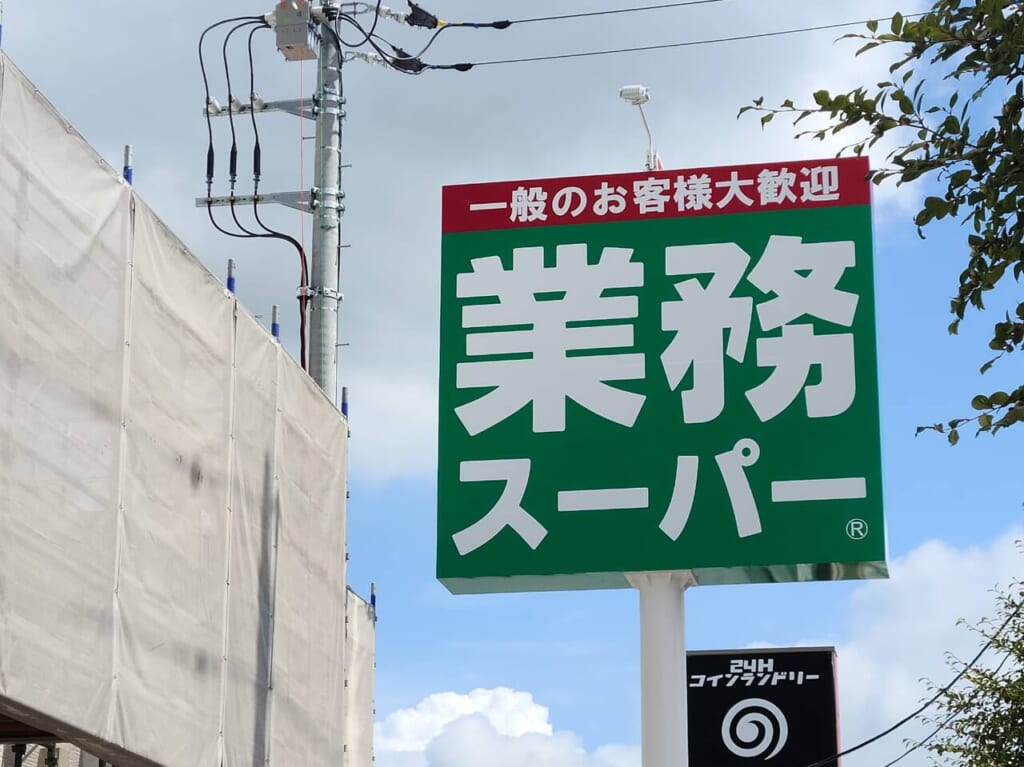 一般のお客様大歓迎
業務
スーパー
®
24H
コインランドリー